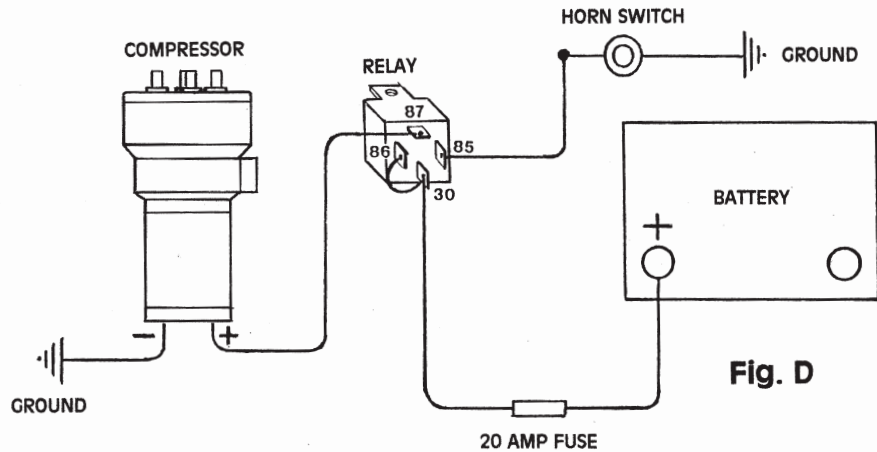 HORN SWITCH
COMPRESSOR
GROUND
RELAY
87
86
85
30
BATTERY
+
-
+
GROUND
Fig. D
20 AMP FUSE